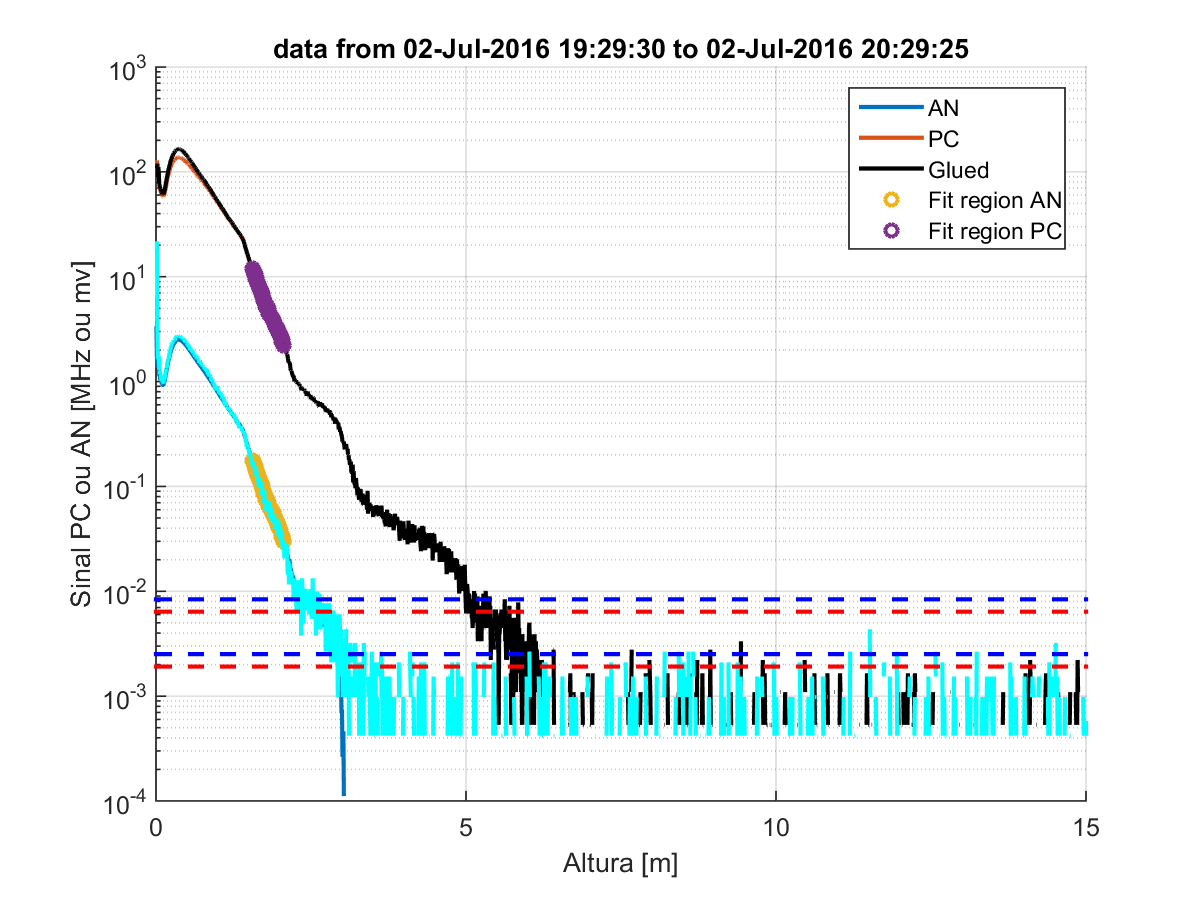 data from 02-Jul-2016 19:29:30 to 02-Jul-2016 20:29:25
Sinal PC ou AN [MHz ou mv]
10^3
10^2
10^1
10^0
10^-1
10^-2
10^-3
10^-4
AN
PC
Glued
Fit region AN
Fit region PC
0 5 10 15
Altura [m]